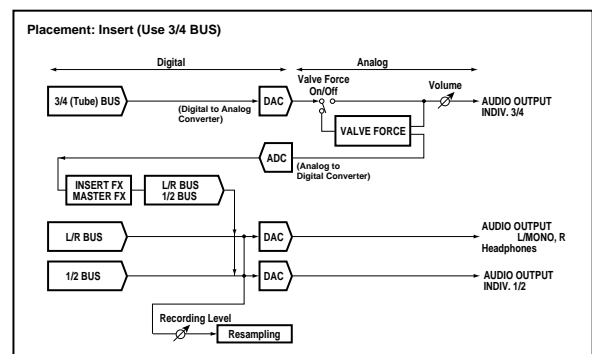 Placement: Insert (Use 3/4 BUS)
Digital
Analog
Valve Force
On/Off
Volume
3/4 (Tube) BUS
(Digital to Analog
Converter)
DAC
AUDIO OUTPUT
INDIV. 3/4
VALVE FORCE
ADC
(Analog to
Digital Converter)
INSERT FX
MASTER FX
L/R BUS
1/2 BUS
L/R BUS
DAC
AUDIO OUTPUT
L/MONO, R
Headphones
1/2 BUS
DAC
AUDIO OUTPUT
INDIV. 1/2
Recording Level
Resampling